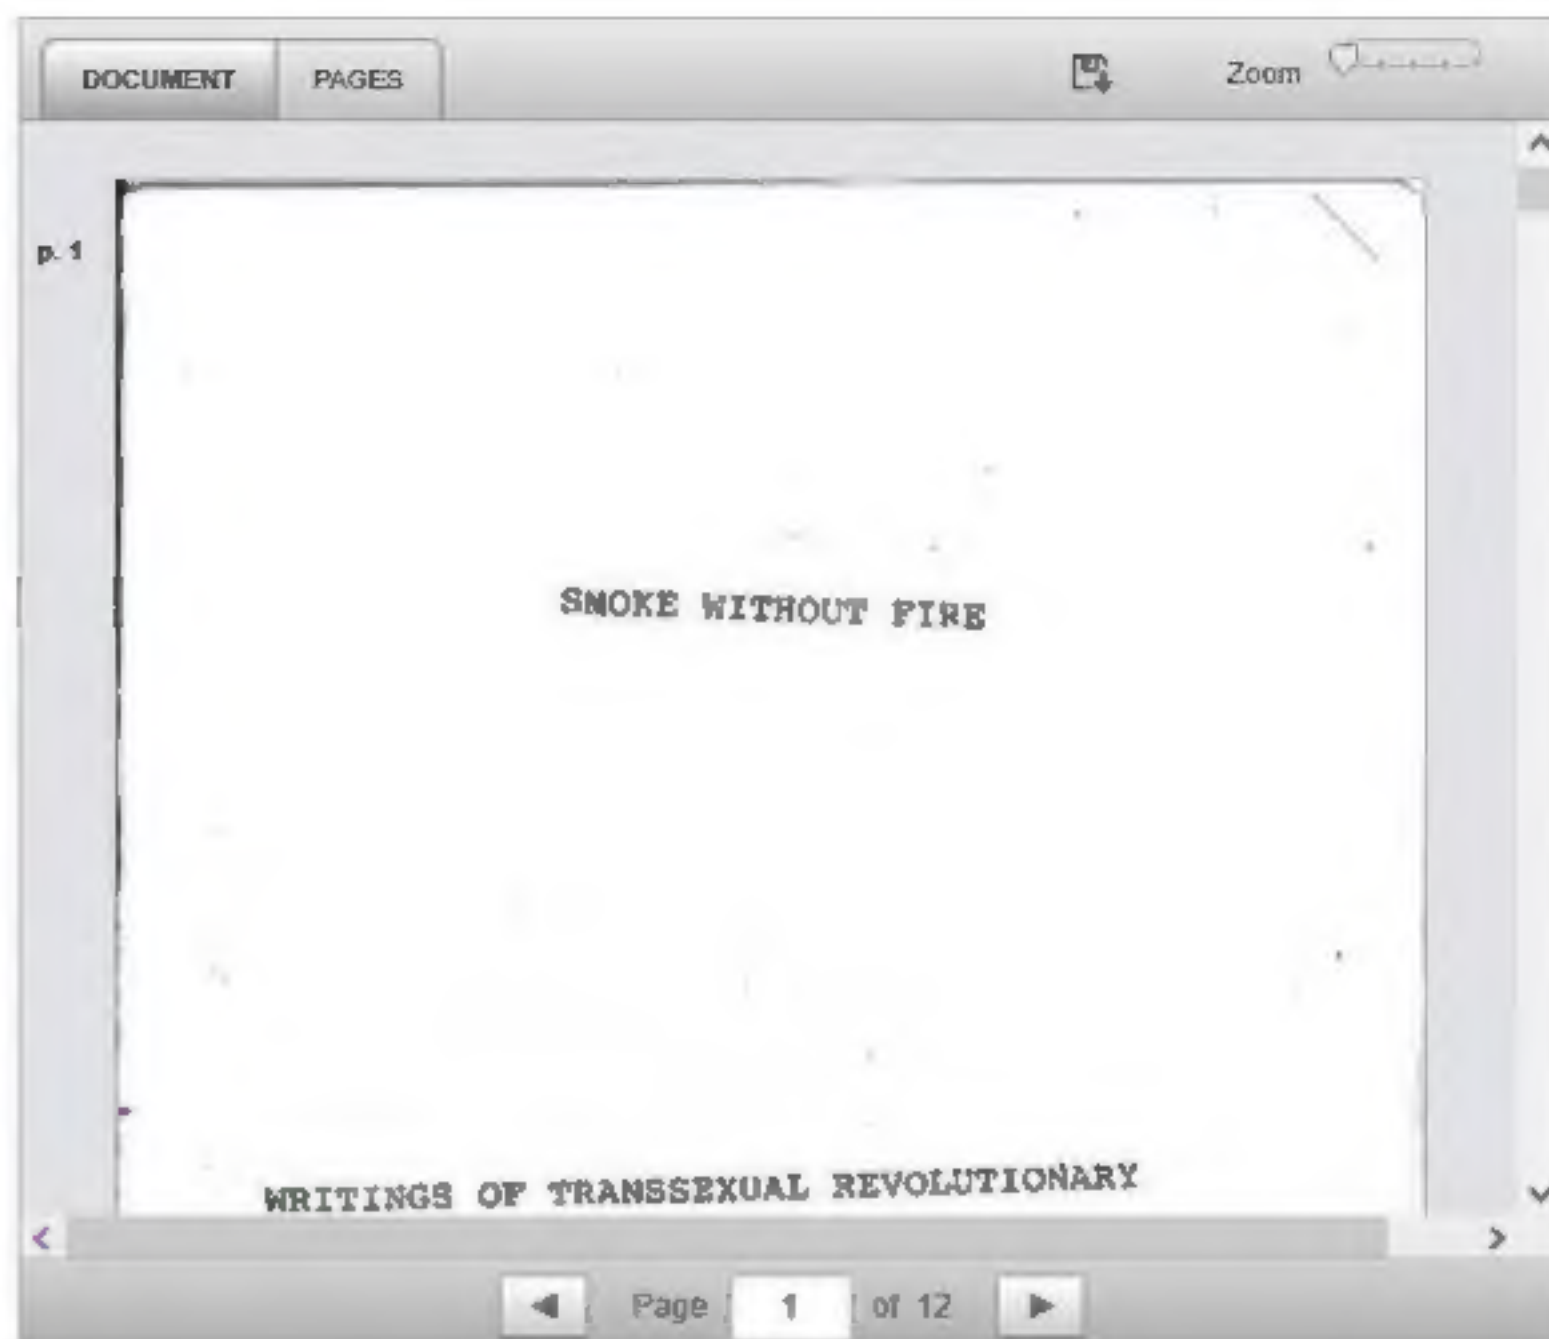 DOCUMENT PAGES Zoom
p. 1
SMOKE WITHOUT FIRE
WRITINGS OF TRANSSEXUAL REVOLUTIONARY
Page 1 of 12